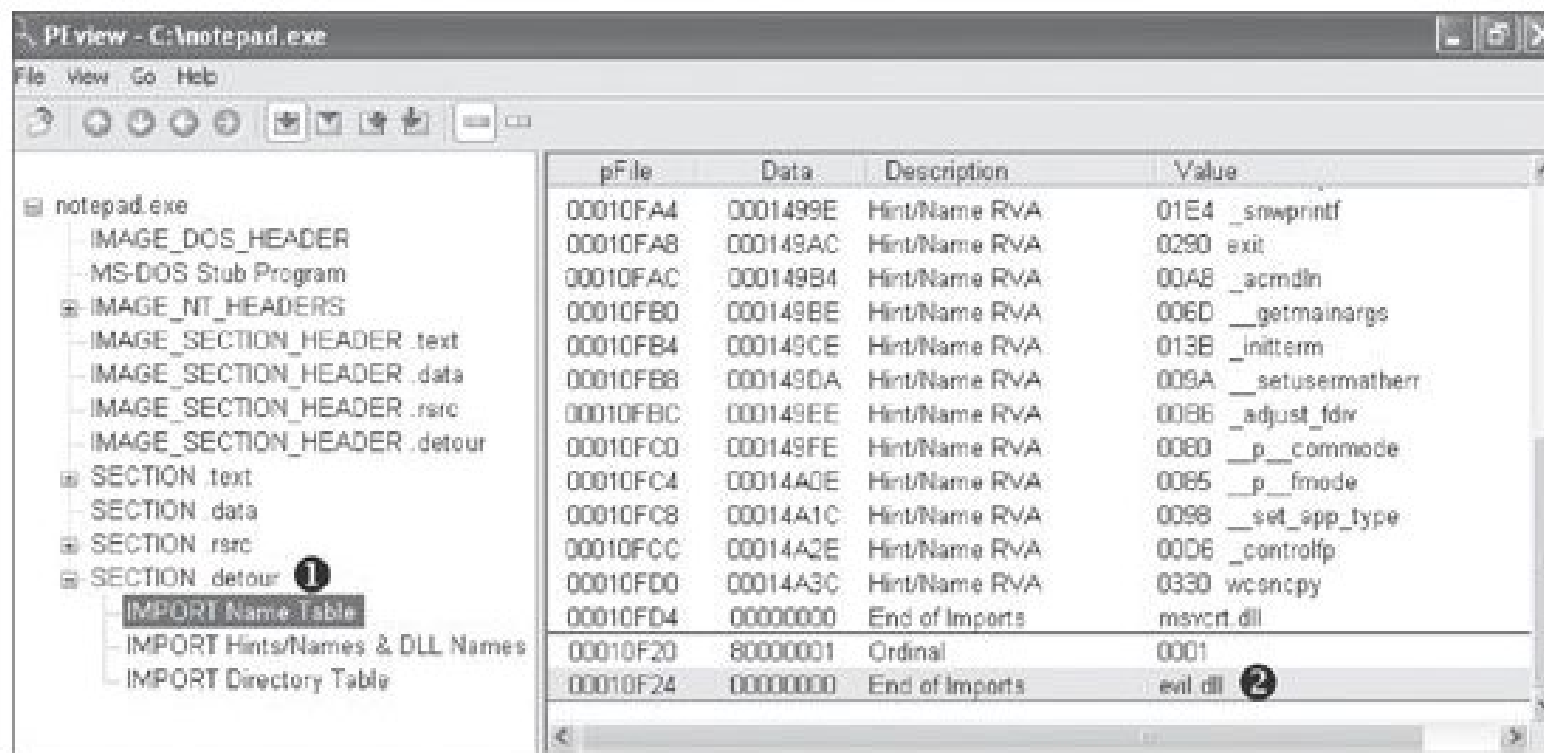 PEview - C:\notepad.exe
File View Go Help
notepad.exe
IMAGE_DOS_HEADER
MS-DOS Stub Program
IMAGE_NT_HEADERS
IMAGE_SECTION_HEADER .text
IMAGE_SECTION_HEADER .data
IMAGE_SECTION_HEADER .rsrc
IMAGE_SECTION_HEADER .detour
SECTION .text
SECTION .data
SECTION .rsrc
SECTION .detour ❶
IMPORT Name Table
IMPORT Hints/Names & DLL Names
IMPORT Directory Table
pFile Data Description Value
00010FA4 0001499E Hint/Name RVA 01E4 _snwprintf
00010FA8 000149AC Hint/Name RVA 0290 exit
00010FAC 000149B4 Hint/Name RVA 00A8 _acmdln
00010FB0 000149BE Hint/Name RVA 006D __getmainargs
00010FB4 000149CE Hint/Name RVA 013B _initterm
00010FB8 000149DA Hint/Name RVA 009A __setusermatherr
00010FBC 000149EE Hint/Name RVA 00B6 _adjust_fdiv
00010FC0 000149FE Hint/Name RVA 0080 __p__commode
00010FC4 00014A0E Hint/Name RVA 0085 __p__fmode
00010FC8 00014A1C Hint/Name RVA 0098 __set_app_type
00010FCC 00014A2E Hint/Name RVA 00D6 _controlfp
00010FD0 00014A3C Hint/Name RVA 0330 wcsncpy
00010FD4 00000000 End of Imports msvcrt.dll
00010F20 80000001 Ordinal 0001
00010F24 00000000 End of Imports evil.dll ❷